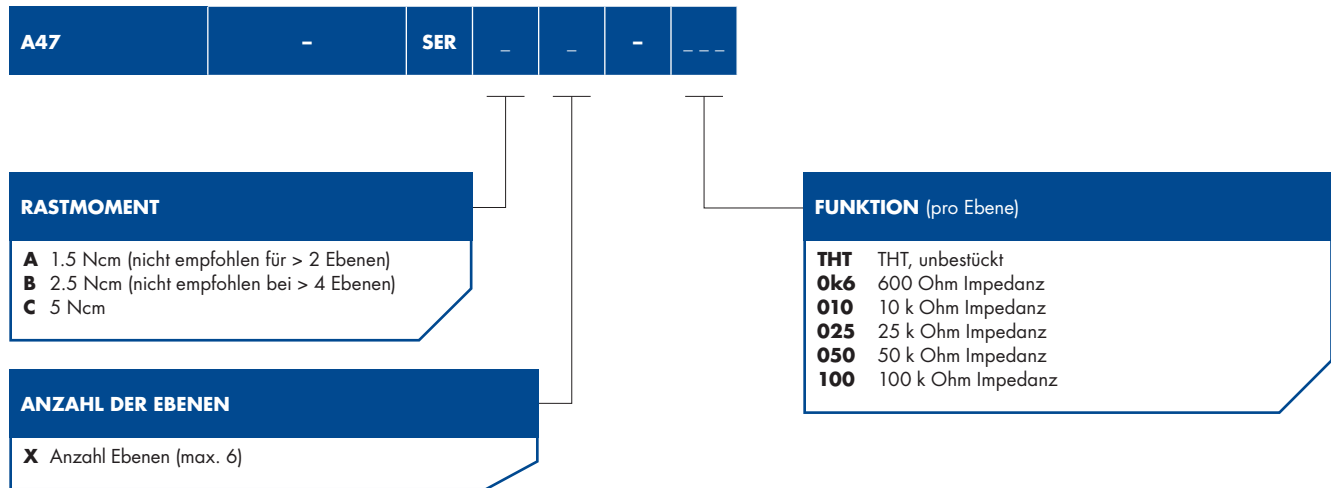 A47 – SER _ _ – _ _ _
RASTMOMENT
A 1.5 Ncm (nicht empfohlen für > 2 Ebenen)
B 2.5 Ncm (nicht empfohlen bei > 4 Ebenen)
C 5 Ncm
ANZAHL DER EBENEN
X Anzahl Ebenen (max. 6)
FUNKTION (pro Ebene)
THT THT, unbestückt
0k6 600 Ohm Impedanz
010 10 k Ohm Impedanz
025 25 k Ohm Impedanz
050 50 k Ohm Impedanz
100 100 k Ohm Impedanz